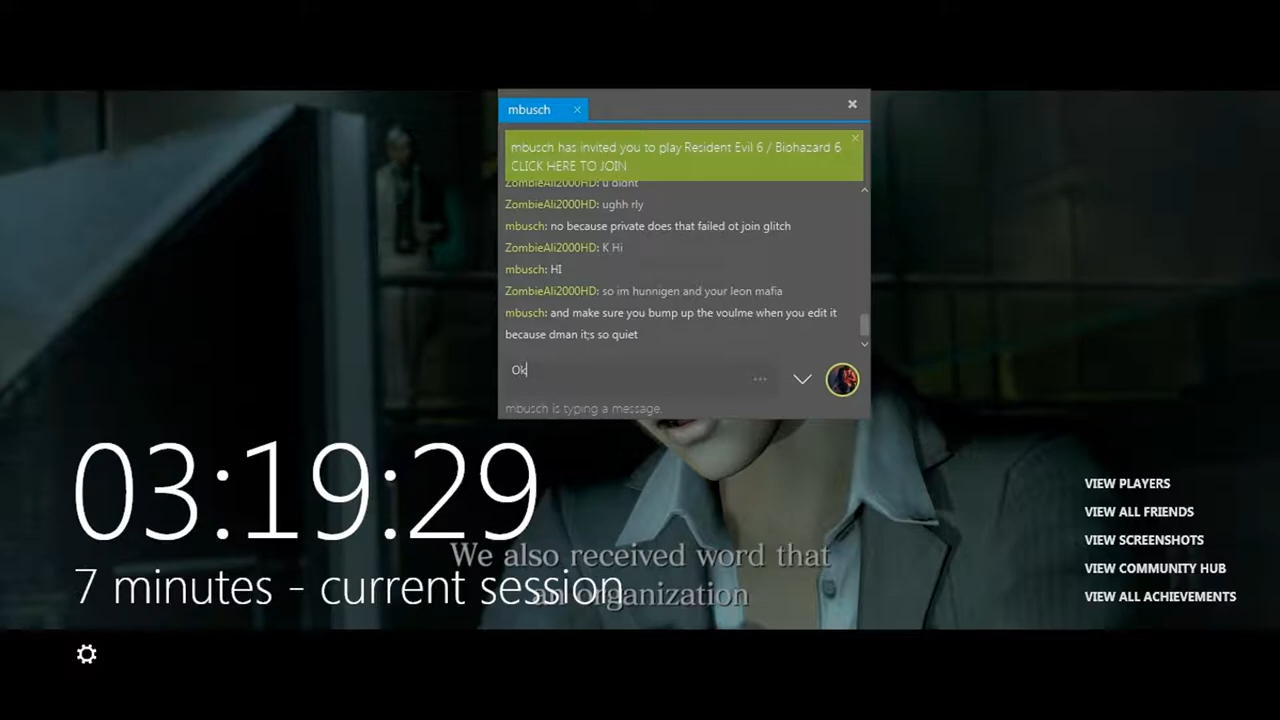 mbusch
mbusch has invited you to play Resident Evil 6 / Biohazard 6
CLICK HERE TO JOIN
ZombieAli2000HD: u didnt
ZombieAli2000HD: ughh rly
mbusch: no because private does that failed ot join glitch
ZombieAli2000HD: K Hi
mbusch: HI
ZombieAli2000HD: so im hunnigen and your leon mafia
mbusch: and make sure you bump up the voulme when you edit it
because dman it;s so quiet
Ok
mbusch is typing a message.
03:19:29
7 minutes - current session
We also received word that
an organization
VIEW PLAYERS
VIEW ALL FRIENDS
VIEW SCREENSHOTS
VIEW COMMUNITY HUB
VIEW ALL ACHIEVEMENTS